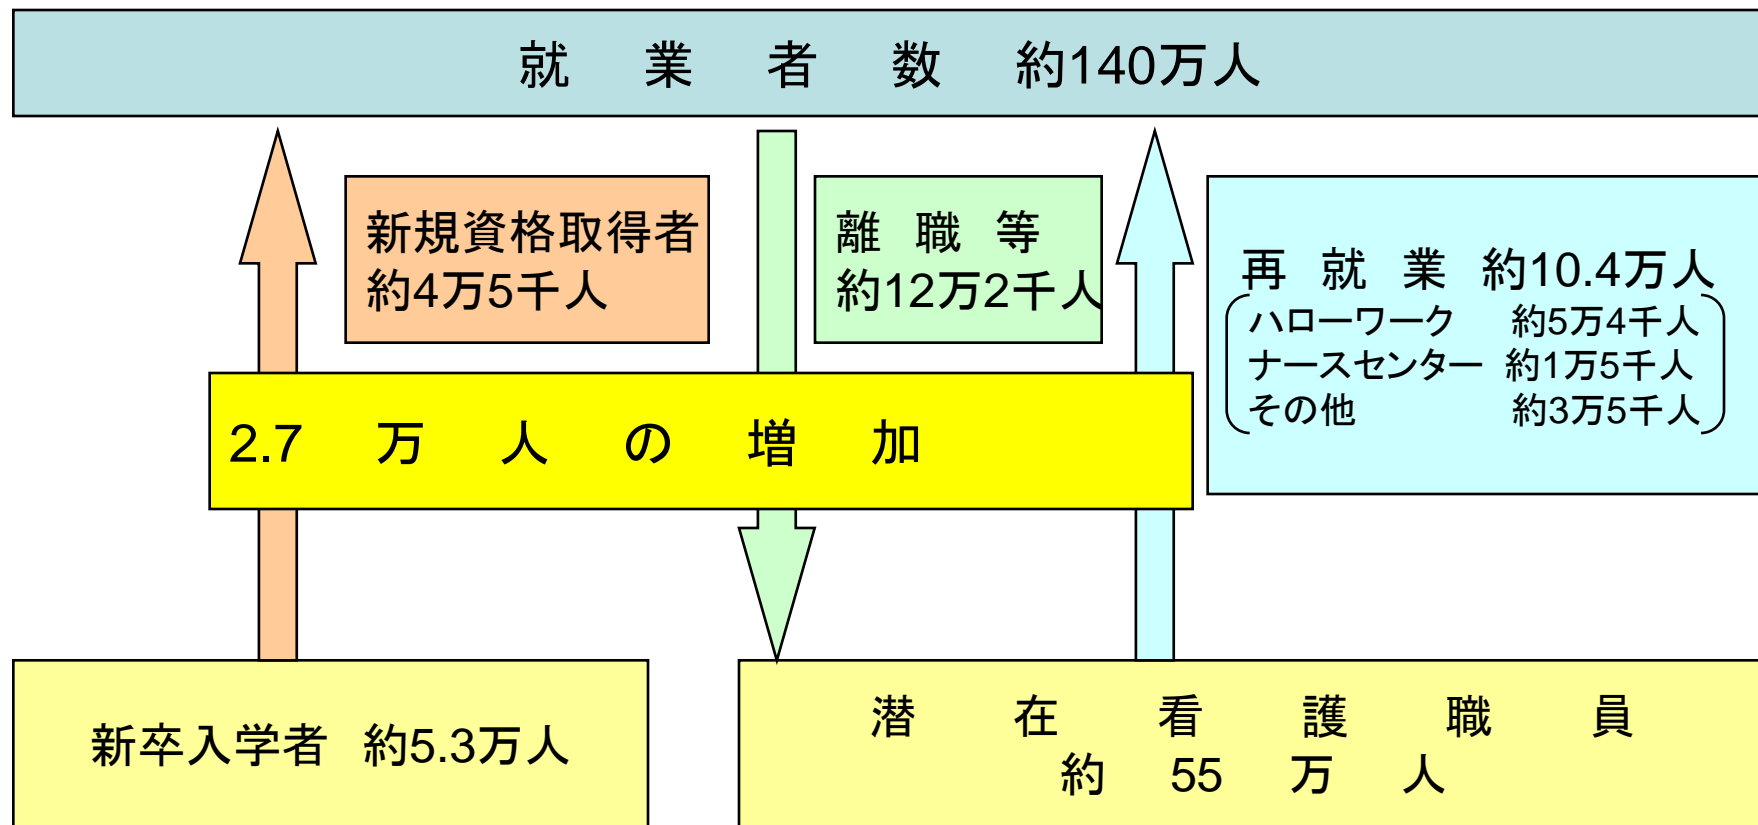 就業者数 約140万人
新規資格取得者
約4万5千人
離職等
約12万2千人
再就業 約10.4万人
ハローワーク 約5万4千人
ナースセンター 約1万5千人
その他 約3万5千人
2.7万人の増加
新卒入学者 約5.3万人
潜在看護職員
約55万人